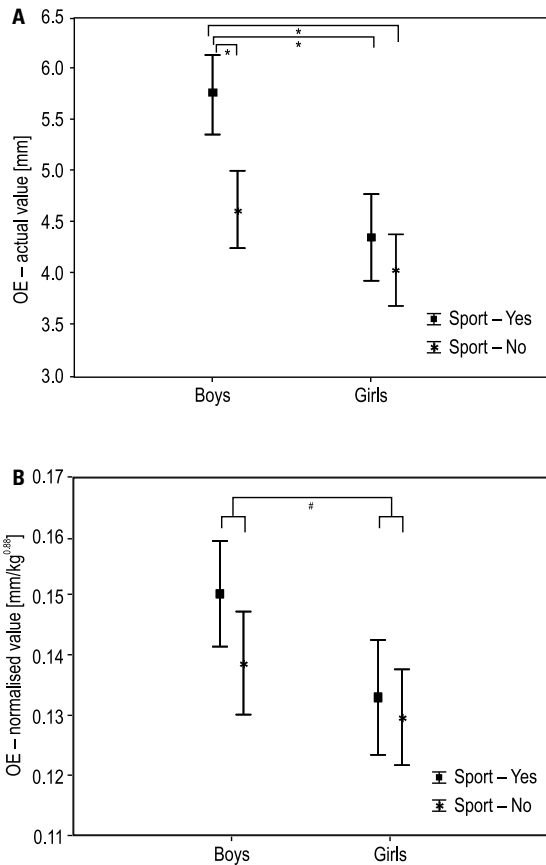 A
OE – actual value [mm]
6.5
6.0
5.5
5.0
4.5
4.0
3.5
3.0
*
*
*
Sport – Yes
Sport – No
Boys Girls
B
OE – normalised value [mm/kg^0.88]
0.17
0.16
0.15
0.14
0.13
0.12
0.11
#
Sport – Yes
Sport – No
Boys Girls